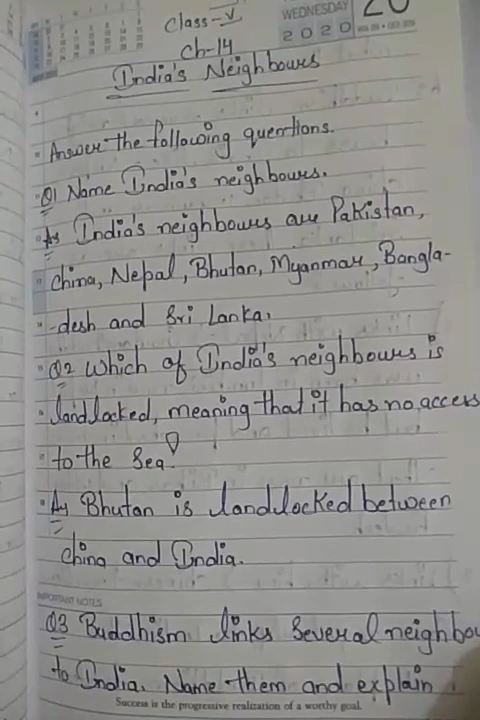 Class-V
WEDNESDAY
2020
Ch-14
India's Neighbours
Answer the following questions.
Q1 Name India's neighbours.
As India's neighbours are Pakistan,
China, Nepal, Bhutan, Myanmar, Bangla-
-desh and Sri Lanka.
Q2 Which of India's neighbours is
landlocked, meaning that it has no access
to the Sea?
As Bhutan is landlocked between
China and India.
IMPORTANT NOTES
Q3 Buddhism links Several neighbou
to India. Name them and explain
Success is the progressive realization of a worthy goal.